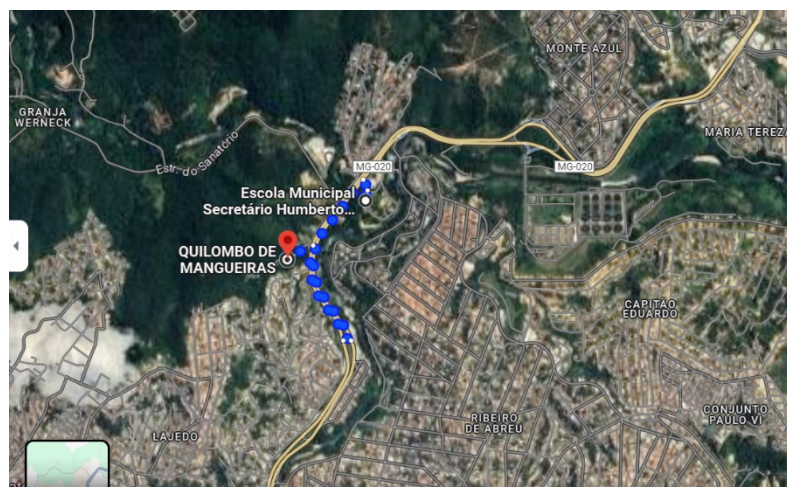 MONTE AZUL
GRANJA
WERNECK
MARIA TEREZA
Estr. do Sanatório
MG-020
MG-020
Escola Municipal
Secretário Humberto...
QUILOMBO DE
MANGUEIRAS
CAPITÃO
EDUARDO
CONJUNTO
PAULO VI
RIBEIRO
DE ABREU
LAJEDO